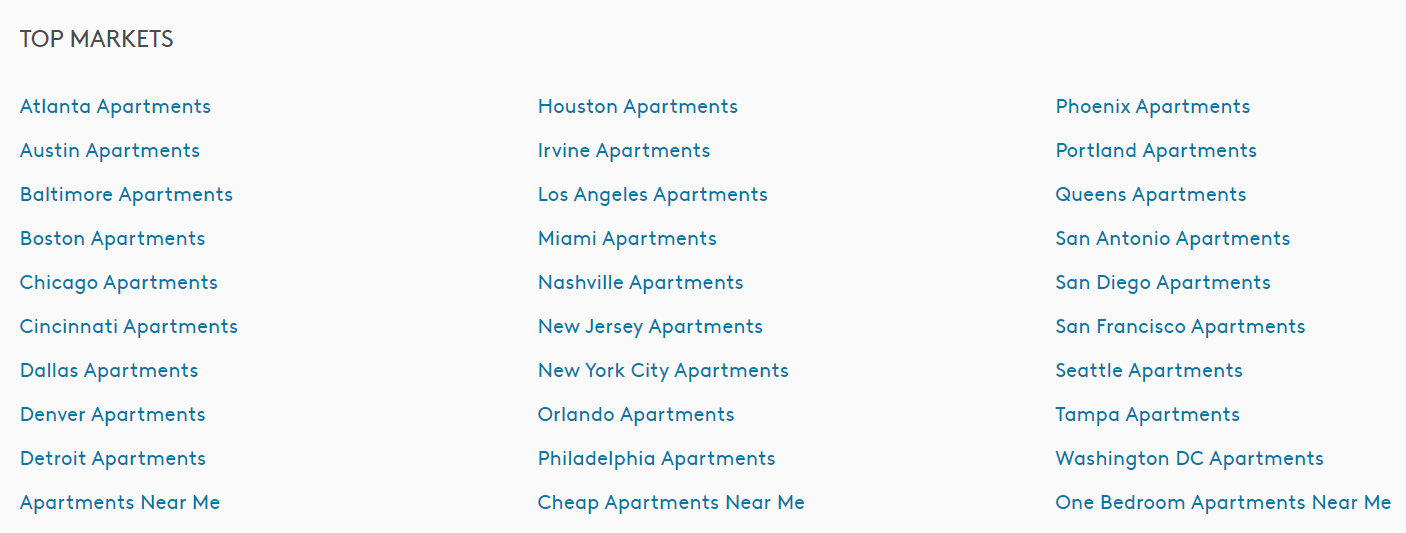 TOP MARKETS
Atlanta Apartments
Austin Apartments
Baltimore Apartments
Boston Apartments
Chicago Apartments
Cincinnati Apartments
Dallas Apartments
Denver Apartments
Detroit Apartments
Apartments Near Me
Houston Apartments
Irvine Apartments
Los Angeles Apartments
Miami Apartments
Nashville Apartments
New Jersey Apartments
New York City Apartments
Orlando Apartments
Philadelphia Apartments
Cheap Apartments Near Me
Phoenix Apartments
Portland Apartments
Queens Apartments
San Antonio Apartments
San Diego Apartments
San Francisco Apartments
Seattle Apartments
Tampa Apartments
Washington DC Apartments
One Bedroom Apartments Near Me